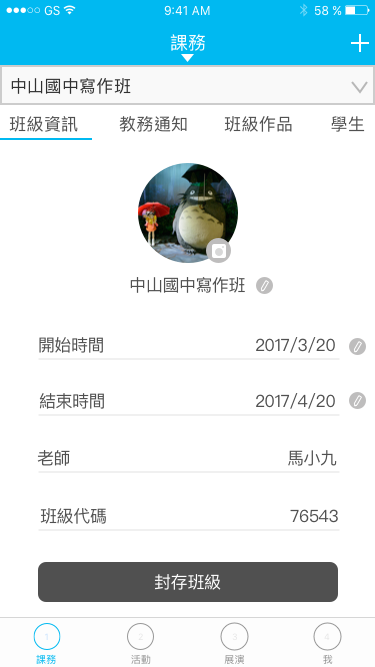 GS 9:41 AM 58 %
課務
中山國中寫作班
班級資訊 教務通知 班級作品 學生
中山國中寫作班
開始時間 2017/3/20
結束時間 2017/4/20
老師 馬小九
班級代碼 76543
封存班級
1 2 3 4
課務 活動 展演 我